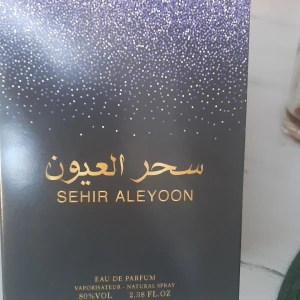 سحر العيون
SEHIR ALEYOON
EAU DE PARFUM
VAPORISATEUR - NATURAL SPRAY
80%VOL 2.38 FL.OZ